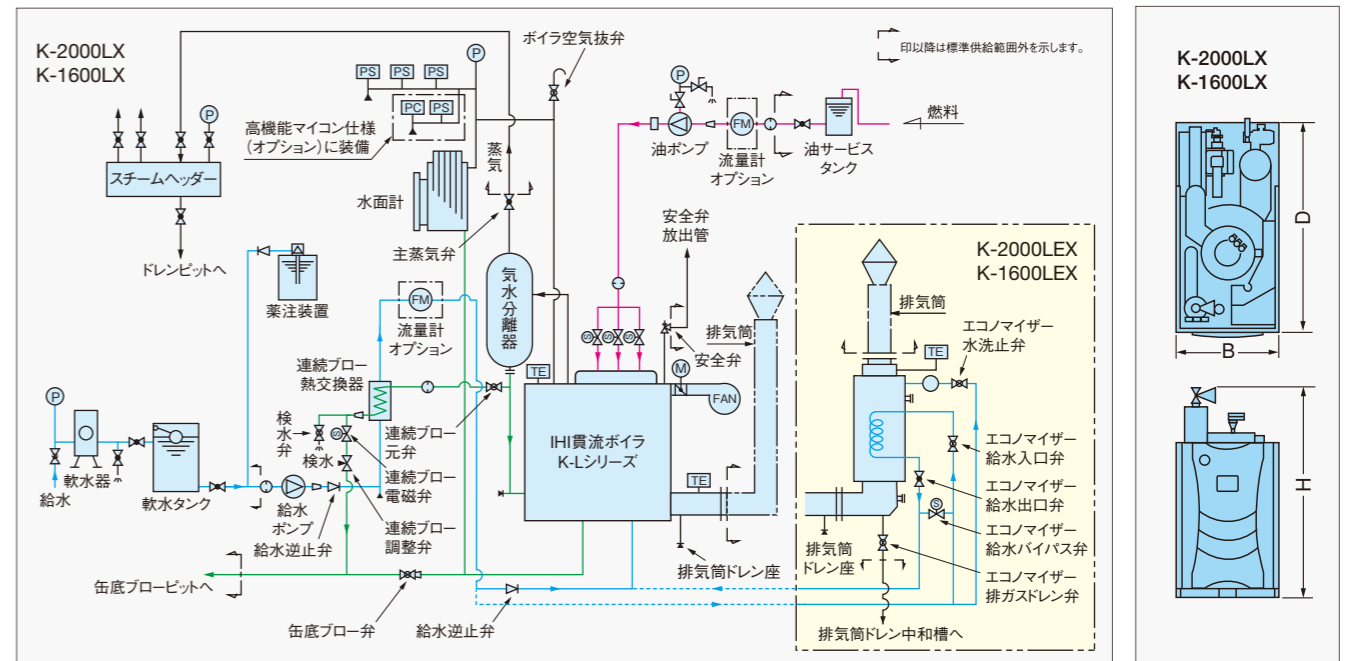 K-2000LX
K-1600LX
P
ボイラ空気抜弁
印以降は標準供給範囲外を示します。
PS
PS
PS
PC
PS
高機能マイコン仕様
(オプション)に装備
蒸気
P
油ポンプ
FM
流量計
オプション
油サービス
タンク
燃料
P
スチームヘッダー
ドレンピットへ
水面計
主蒸気弁
安全弁
放出管
薬注装置
FM
流量計
オプション
気水分離器
S
S
S
排気筒
安全弁
M
FAN
TE
連続ブロー
熱交換器
P
給水
軟水器
軟水タンク
検水弁
S
検水
連続ブロー
元弁
連続ブロー
電磁弁
連続ブロー
調整弁
給水
ポンプ
給水逆止弁
IHI貫流ボイラ
K-Lシリーズ
TE
排気筒ドレン座
缶底ブローピットへ
缶底ブロー弁
給水逆止弁
K-2000LEX
K-1600LEX
排気筒
エコノマイザー
水洗止弁
TE
エコノマイザー
給水入口弁
エコノマイザー
給水出口弁
S
エコノマイザー
給水バイパス弁
エコノマイザー
排ガスドレン弁
排気筒
ドレン座
排気筒ドレン中和槽へ
K-2000LX
K-1600LX
D
B
H